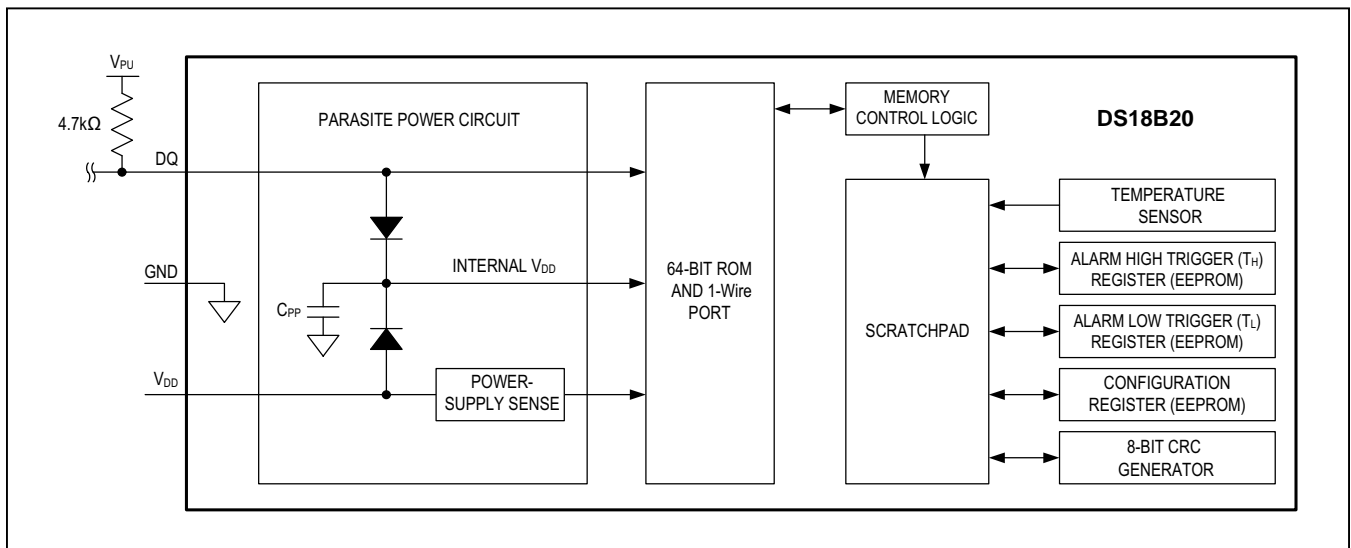 VPU
4.7kΩ
DQ
GND
VDD
PARASITE POWER CIRCUIT
INTERNAL VDD
CPP
POWER-
SUPPLY SENSE
64-BIT ROM
AND 1-Wire
PORT
MEMORY
CONTROL LOGIC
SCRATCHPAD
DS18B20
TEMPERATURE
SENSOR
ALARM HIGH TRIGGER (TH)
REGISTER (EEPROM)
ALARM LOW TRIGGER (TL)
REGISTER (EEPROM)
CONFIGURATION
REGISTER (EEPROM)
8-BIT CRC
GENERATOR